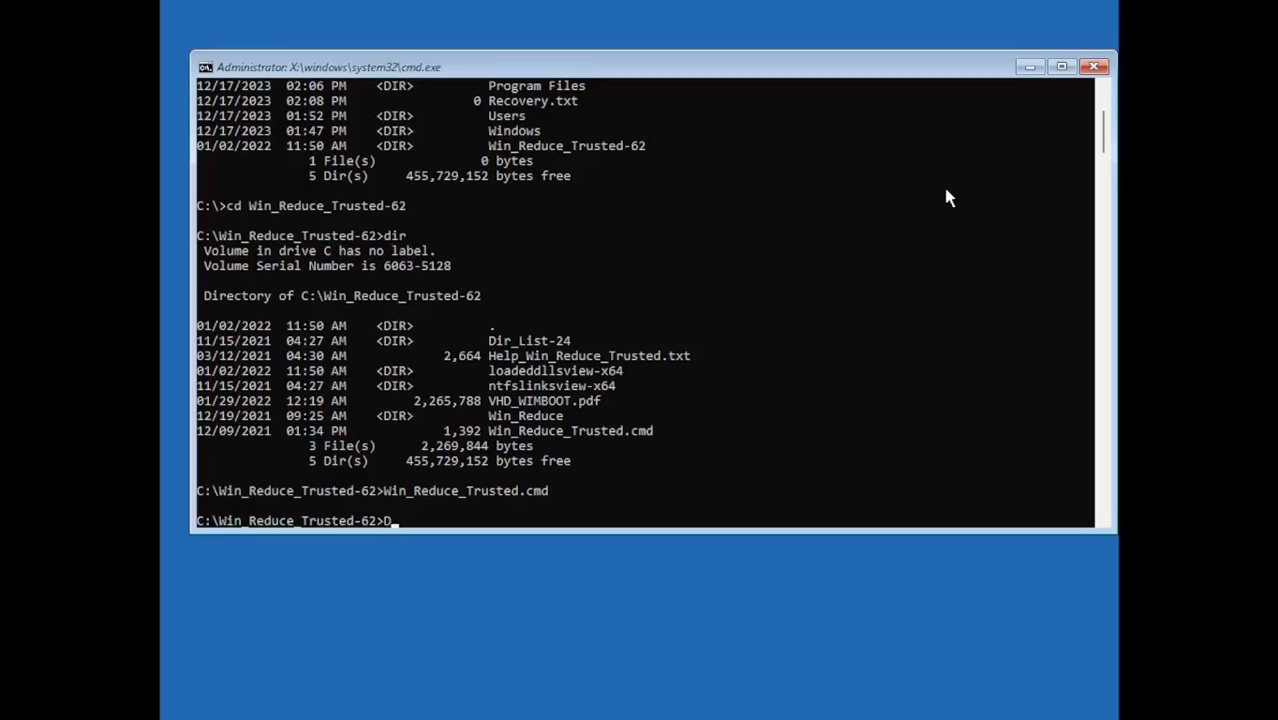 Administrator: X:\windows\system32\cmd.exe
12/17/2023  02:06 PM    <DIR>          Program Files
12/17/2023  02:08 PM                 0 Recovery.txt
12/17/2023  01:52 PM    <DIR>          Users
12/17/2023  01:47 PM    <DIR>          Windows
01/02/2022  11:50 AM    <DIR>          Win_Reduce_Trusted-62
1 File(s)              0 bytes
5 Dir(s)     455,729,152 bytes free
C:\>cd Win_Reduce_Trusted-62
C:\Win_Reduce_Trusted-62>dir
Volume in drive C has no label.
Volume Serial Number is 6063-5128
Directory of C:\Win_Reduce_Trusted-62
01/02/2022  11:50 AM    <DIR>          .
11/15/2021  04:27 AM    <DIR>          Dir_List-24
03/12/2021  04:30 AM             2,664 Help_Win_Reduce_Trusted.txt
01/02/2022  11:50 AM    <DIR>          loadeddllsview-x64
11/15/2021  04:27 AM    <DIR>          ntfslinksview-x64
01/29/2022  12:19 AM         2,265,788 VHD_WIMBOOT.pdf
12/19/2021  09:25 AM    <DIR>          Win_Reduce
12/09/2021  01:34 PM             1,392 Win_Reduce_Trusted.cmd
3 File(s)      2,269,844 bytes
5 Dir(s)     455,729,152 bytes free
C:\Win_Reduce_Trusted-62>Win_Reduce_Trusted.cmd
C:\Win_Reduce_Trusted-62>D_